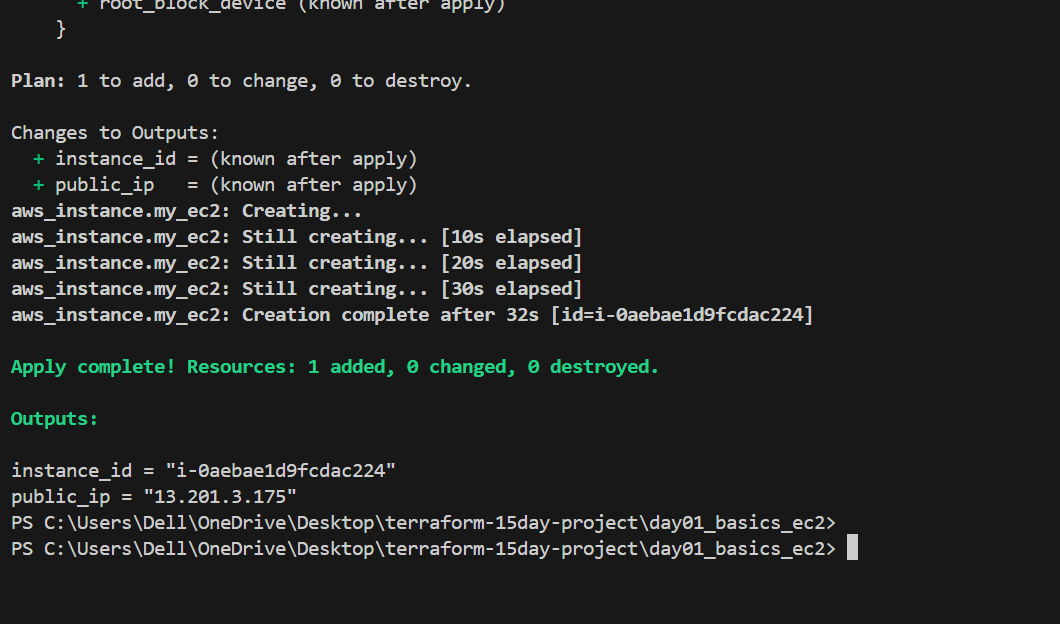 + root_block_device (known after apply)
}
Plan: 1 to add, 0 to change, 0 to destroy.
Changes to Outputs:
+ instance_id = (known after apply)
+ public_ip   = (known after apply)
aws_instance.my_ec2: Creating...
aws_instance.my_ec2: Still creating... [10s elapsed]
aws_instance.my_ec2: Still creating... [20s elapsed]
aws_instance.my_ec2: Still creating... [30s elapsed]
aws_instance.my_ec2: Creation complete after 32s [id=i-0aebae1d9fcdac224]
Apply complete! Resources: 1 added, 0 changed, 0 destroyed.
Outputs:
instance_id = "i-0aebae1d9fcdac224"
public_ip = "13.201.3.175"
PS C:\Users\Dell\OneDrive\Desktop\terraform-15day-project\day01_basics_ec2>
PS C:\Users\Dell\OneDrive\Desktop\terraform-15day-project\day01_basics_ec2>